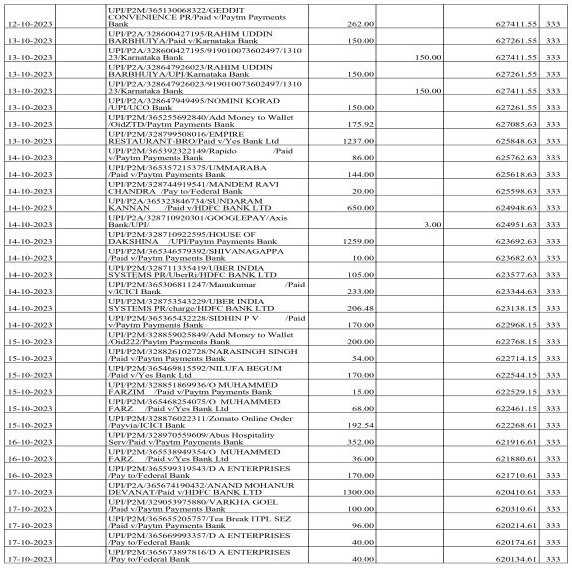 UPI/P2M/365130068322/GEDDIT
CONVENIENCE PR/Paid v/Paytm Payments
12-10-2023 Bank 262.00 627411.55 333
UPI/P2A/328600427195/RAHIM UDDIN
13-10-2023 BARBHUIYA/Paid v/Karnataka Bank 150.00 627261.55 333
UPI/P2A/328600427195/919010073602497/1310
13-10-2023 23/Karnataka Bank 150.00 627411.55 333
UPI/P2A/328647926023/RAHIM UDDIN
13-10-2023 BARBHUIYA/UPI/Karnataka Bank 150.00 627261.55 333
UPI/P2A/328647926023/919010073602497/1310
13-10-2023 23/Karnataka Bank 150.00 627411.55 333
UPI/P2A/328647949495/NOMINI KORAD
13-10-2023 /UPI/UCO Bank 150.00 627261.55 333
UPI/P2M/365255692840/Add Money to Wallet
13-10-2023 /OidZTD/Paytm Payments Bank 175.92 627085.63 333
UPI/P2M/328799508016/EMPIRE
13-10-2023 RESTAURANT-BRO/Paid v/Yes Bank Ltd 1237.00 625848.63 333
UPI/P2M/365392322149/Rapido /Paid
14-10-2023 v/Paytm Payments Bank 86.00 625762.63 333
UPI/P2M/365357215375/UMMARABA
14-10-2023 /Paid v/Paytm Payments Bank 144.00 625618.63 333
UPI/P2M/328744919541/MANDEM RAVI
14-10-2023 CHANDRA /Pay to/Federal Bank 20.00 625598.63 333
UPI/P2A/365323846734/SUNDARAM
14-10-2023 KANNAN /Paid v/HDFC BANK LTD 650.00 624948.63 333
UPI/P2A/328710920301/GOOGLEPAY/Axis
14-10-2023 Bank/UPI/ 3.00 624951.63 333
UPI/P2M/328710922595/HOUSE OF
14-10-2023 DAKSHINA /UPI/Paytm Payments Bank 1259.00 623692.63 333
UPI/P2M/365346579392/SHIVANAGAPPA
14-10-2023 /Paid v/Paytm Payments Bank 10.00 623682.63 333
UPI/P2M/328711335419/UBER INDIA
14-10-2023 SYSTEMS PR/UberRi/HDFC BANK LTD 105.00 623577.63 333
UPI/P2M/365306811247/Manukumar /Paid
14-10-2023 v/ICICI Bank 233.00 623344.63 333
UPI/P2M/328753543229/UBER INDIA
14-10-2023 SYSTEMS PR/charge/HDFC BANK LTD 206.48 623138.15 333
UPI/P2M/365365432228/SIDHIN P V /Paid
14-10-2023 v/Paytm Payments Bank 170.00 622968.15 333
UPI/P2M/328859025849/Add Money to Wallet
15-10-2023 /Oid222/Paytm Payments Bank 200.00 622768.15 333
UPI/P2M/328826102728/NARASINGH SINGH
15-10-2023 /Paid v/Paytm Payments Bank 54.00 622714.15 333
UPI/P2M/365469815592/NILUFA BEGUM
15-10-2023 /Paid v/Yes Bank Ltd 170.00 622544.15 333
UPI/P2M/328851869936/O MUHAMMED
15-10-2023 FARZIM /Paid v/Paytm Payments Bank 15.00 622529.15 333
UPI/P2M/365468254075/O MUHAMMED
15-10-2023 FARZ /Paid v/Yes Bank Ltd 68.00 622461.15 333
UPI/P2M/328876022311/Zomato Online Order
15-10-2023 /Payvia/ICICI Bank 192.54 622268.61 333
UPI/P2M/328970559609/Abus Hospitality
16-10-2023 Serv/Paid v/Paytm Payments Bank 352.00 621916.61 333
UPI/P2M/365538949354/O MUHAMMED
16-10-2023 FARZ /Paid v/Yes Bank Ltd 36.00 621880.61 333
UPI/P2M/365599319543/D A ENTERPRISES
16-10-2023 /Pay to/Federal Bank 170.00 621710.61 333
UPI/P2A/365674190432/ANAND MOHANUR
17-10-2023 DEVANAT/Paid v/HDFC BANK LTD 1300.00 620410.61 333
UPI/P2M/329053975880/VARKHA GOEL
17-10-2023 /Paid v/Paytm Payments Bank 100.00 620310.61 333
UPI/P2M/365655205757/Tea Break ITPL SEZ
17-10-2023 /Paid v/Paytm Payments Bank 96.00 620214.61 333
UPI/P2M/365669993357/D A ENTERPRISES
17-10-2023 /Pay to/Federal Bank 40.00 620174.61 333
UPI/P2M/365673897816/D A ENTERPRISES
17-10-2023 /Pay to/Federal Bank 40.00 620134.61 333